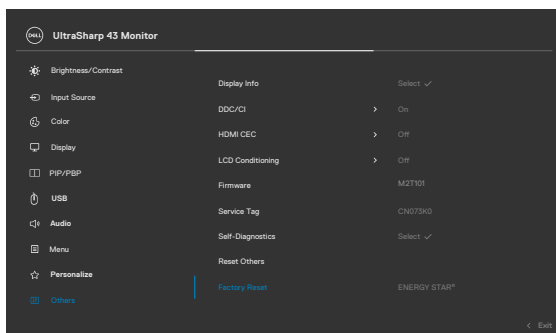 DELL
UltraSharp 43 Monitor
Brightness/Contrast
Input Source
Color
Display
PIP/PBP
USB
Audio
Menu
Personalize
Others
Display Info Select ✓
DDC/CI > On
HDMI CEC > Off
LCD Conditioning > Off
Firmware M2T101
Service Tag CN073K0
Self-Diagnostics Select ✓
Reset Others
Factory Reset ENERGY STAR®
< Exit